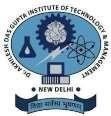 Dr. AKHILESH DAS GUPTA INSTITUTE OF TECHNOLOGY & MANAGEMENT
• NEW DELHI •